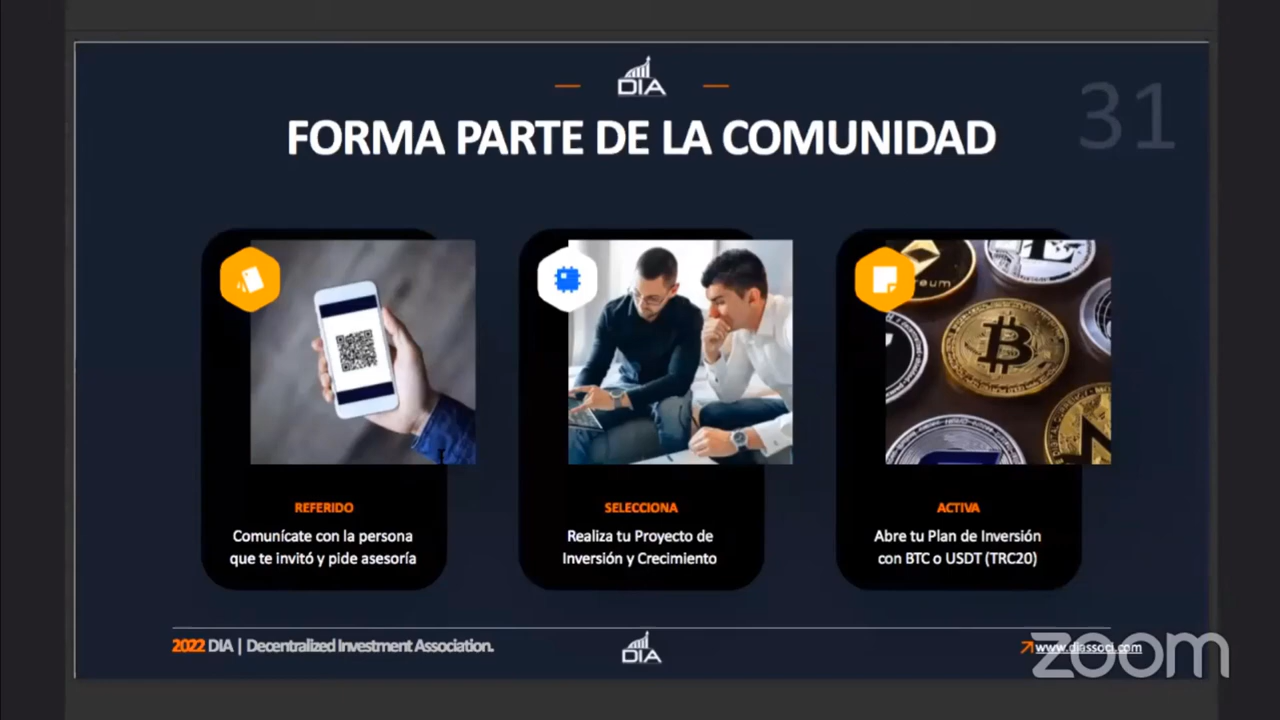 DIA
31
FORMA PARTE DE LA COMUNIDAD
REFERIDO
Comunícate con la persona
que te invitó y pide asesoría
SELECCIONA
Realiza tu Proyecto de
Inversión y Crecimiento
eum
ACTIVA
Abre tu Plan de Inversión
con BTC o USDT (TRC20)
2022 DIA | Decentralized Investment Association.
DIA
www.diassoci.com
zoom